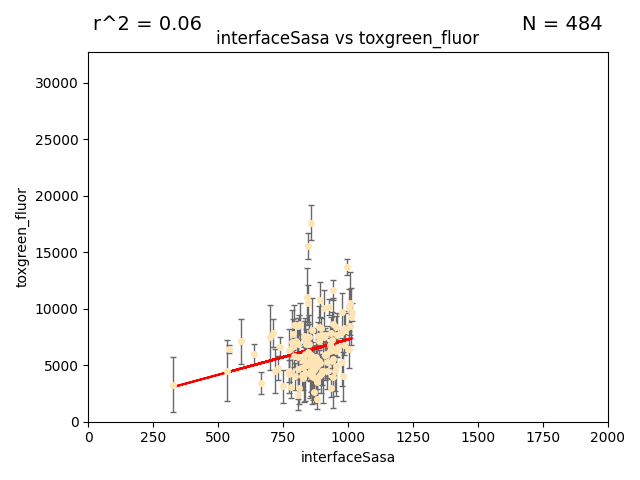 r^2 = 0.06
N = 484
interfaceSasa vs toxgreen_fluor
30000
25000
20000
15000
10000
5000
0
toxgreen_fluor
0 250 500 750 1000 1250 1500 1750 2000
interfaceSasa